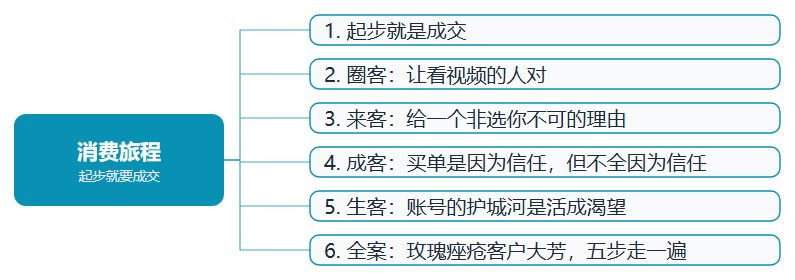 消费旅程
起步就要成交
1. 起步就是成交
2. 圈客：让看视频的人对
3. 来客：给一个非选你不可的理由
4. 成客：买单是因为信任，但不全因为信任
5. 生客：账号的护城河是活成渴望
6. 全案：玫瑰痤疮客户大芳，五步走一遍